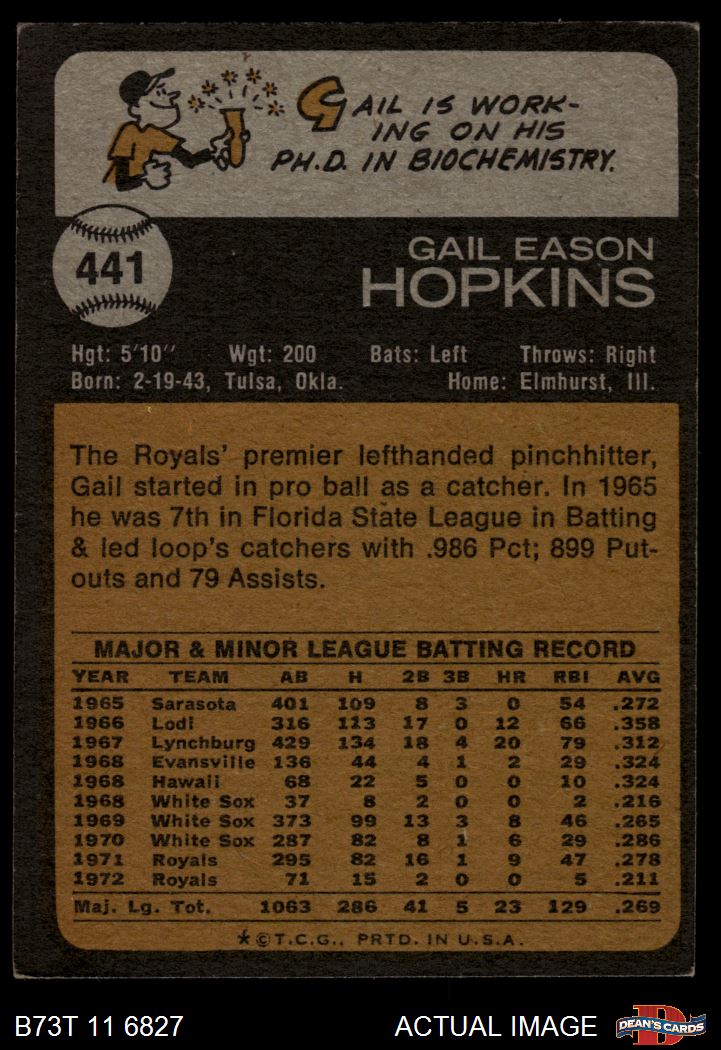 GAIL IS WORK-
ING ON HIS
PH.D. IN BIOCHEMISTRY.
441
GAIL EASON
HOPKINS
Hgt: 5'10" Wgt: 200 Bats: Left Throws: Right
Born: 2-19-43, Tulsa, Okla. Home: Elmhurst, Ill.
The Royals' premier lefthanded pinchhitter,
Gail started in pro ball as a catcher. In 1965
he was 7th in Florida State League in Batting
& led loop's catchers with .986 Pct; 899 Put-
outs and 79 Assists.
MAJOR & MINOR LEAGUE BATTING RECORD
YEAR TEAM AB H 2B 3B HR RBI AVG
1965 Sarasota 401 109 8 3 0 54 .272
1966 Lodi 316 113 17 0 12 66 .358
1967 Lynchburg 429 134 18 4 20 79 .312
1968 Evansville 136 44 4 1 2 29 .324
1968 Hawaii 68 22 5 0 0 10 .324
1968 White Sox 37 8 2 0 0 2 .216
1969 White Sox 373 99 13 3 8 46 .265
1970 White Sox 287 82 8 1 6 29 .286
1971 Royals 295 82 16 1 9 47 .278
1972 Royals 71 15 2 0 0 5 .211
Maj. Lg. Tot. 1063 286 41 5 23 129 .269
*©T.C.G., PRTD. IN U.S.A.
B73T 11 6827 ACTUAL IMAGE DEAN'S CARDS